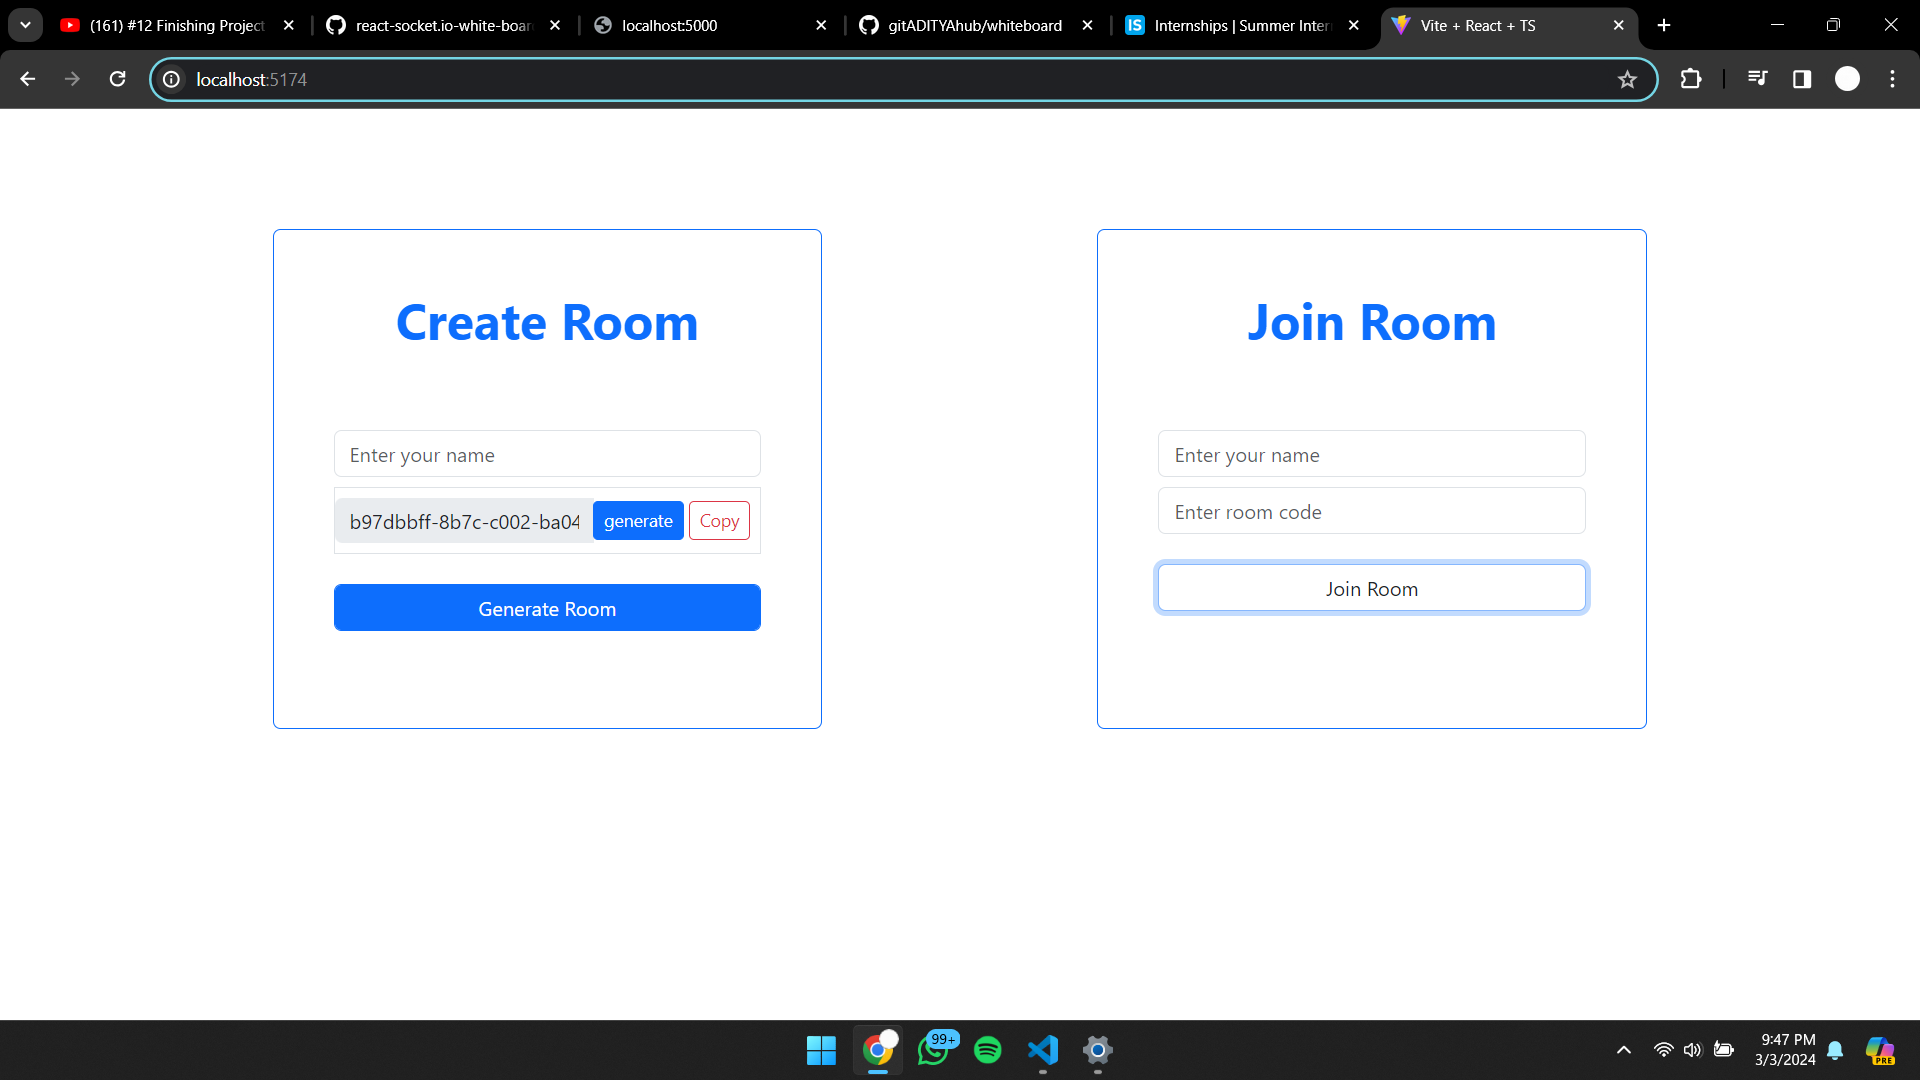 (161) #12 Finishing Project
react-socket.io-white-boar
localhost:5000
gitADITYAhub/whiteboard
IS
Internships | Summer Inter
Vite + React + TS
localhost:5174
Create Room
Enter your name
b97dbbff-8b7c-c002-ba04
generate
Copy
Generate Room
Join Room
Enter your name
Enter room code
Join Room
99+
9:47 PM
3/3/2024
PRE